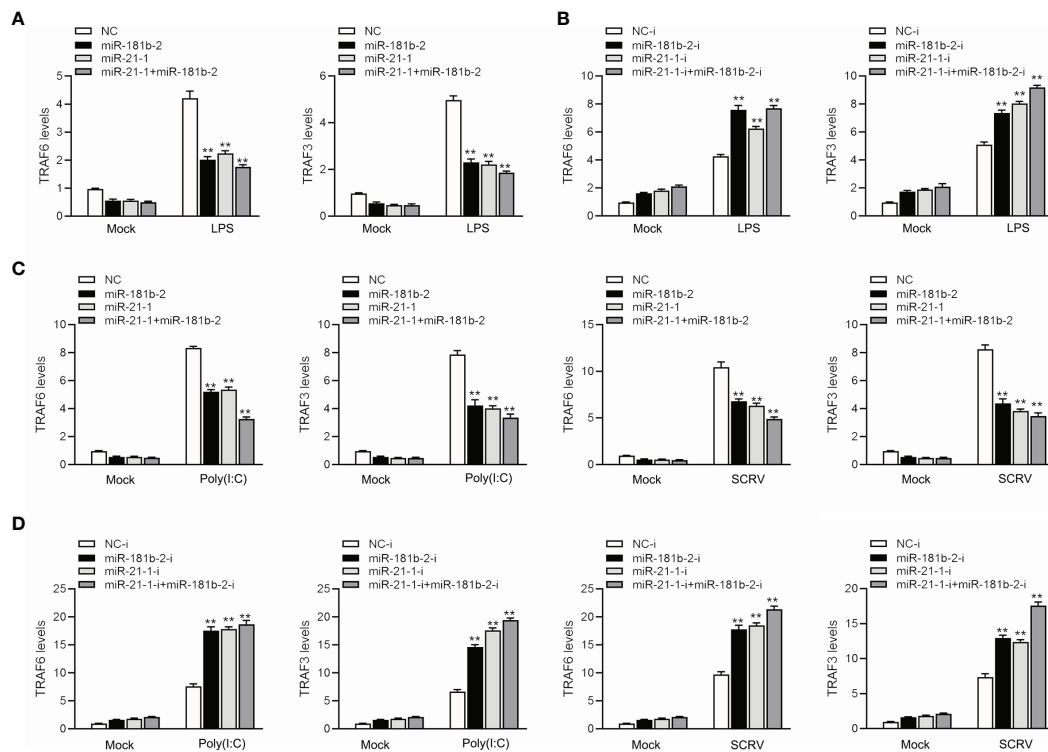 A
NC
miR-181b-2
miR-21-1
miR-21-1+miR-181b-2
TRAF6 levels
5
4
3
2
1
0
Mock
LPS
** ** **
NC
miR-181b-2
miR-21-1
miR-21-1+miR-181b-2
TRAF3 levels
6
4
2
0
Mock
LPS
** ** **
B
NC-i
miR-181b-2-i
miR-21-1-i
miR-21-1-i+miR-181b-2-i
TRAF6 levels
10
8
6
4
2
0
Mock
LPS
** ** **
NC-i
miR-181b-2-i
miR-21-1-i
miR-21-1-i+miR-181b-2-i
TRAF3 levels
10
8
6
4
2
0
Mock
LPS
** ** **
C
NC
miR-181b-2
miR-21-1
miR-21-1+miR-181b-2
TRAF6 levels
10
8
6
4
2
0
Mock
Poly(I:C)
** ** **
NC
miR-181b-2
miR-21-1
miR-21-1+miR-181b-2
TRAF3 levels
10
8
6
4
2
0
Mock
Poly(I:C)
** ** **
NC
miR-181b-2
miR-21-1
miR-21-1+miR-181b-2
TRAF6 levels
15
10
5
0
Mock
SCRV
** ** **
NC
miR-181b-2
miR-21-1
miR-21-1+miR-181b-2
TRAF3 levels
10
8
6
4
2
0
Mock
SCRV
** ** **
D
NC-i
miR-181b-2-i
miR-21-1-i
miR-21-1-i+miR-181b-2-i
TRAF6 levels
25
20
15
10
5
0
Mock
Poly(I:C)
** ** **
NC-i
miR-181b-2-i
miR-21-1-i
miR-21-1-i+miR-181b-2-i
TRAF3 levels
25
20
15
10
5
0
Mock
Poly(I:C)
** ** **
NC-i
miR-181b-2-i
miR-21-1-i
miR-21-1-i+miR-181b-2-i
TRAF6 levels
25
20
15
10
5
0
Mock
SCRV
** ** **
NC-i
miR-181b-2-i
miR-21-1-i
miR-21-1-i+miR-181b-2-i
TRAF3 levels
20
15
10
5
0
Mock
SCRV
** ** **